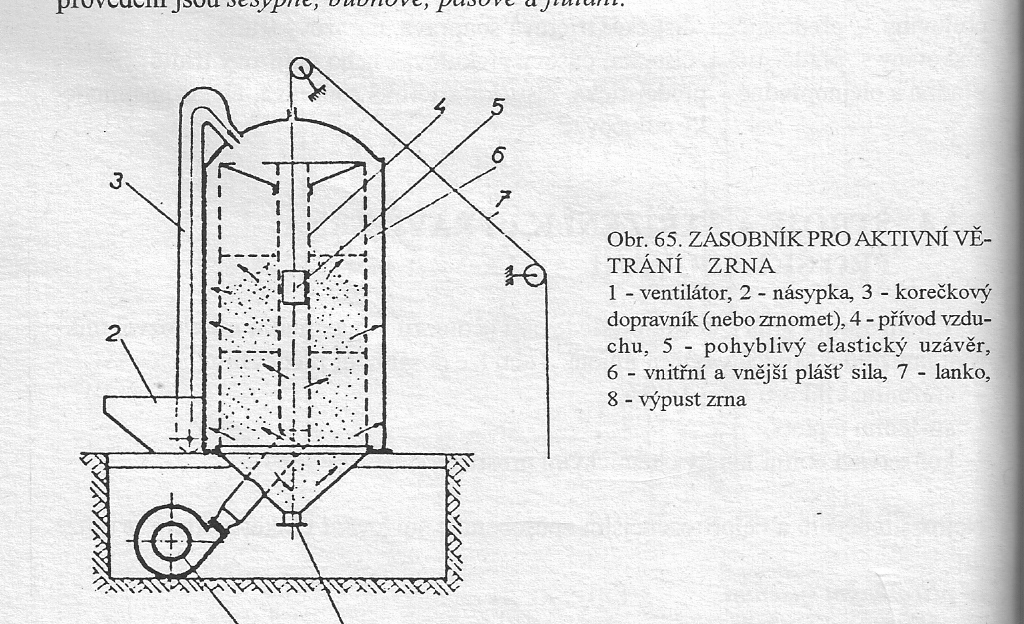 provedení jsou sesypné, bubnové, pásové a fluidní.
4
5
6
3
7
2
Obr. 65. ZÁSOBNÍK PRO AKTIVNÍ VĚ-
TRÁNÍ ZRNA
1 - ventilátor, 2 - násypka, 3 - korečkový
dopravník (nebo zrnomet), 4 - přívod vzdu-
chu, 5 - pohyblivý elastický uzávěr,
6 - vnitřní a vnější plášť sila, 7 - lanko,
8 - výpust zrna